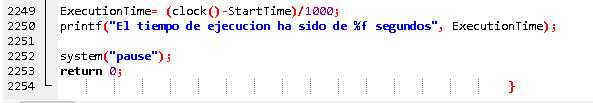 2249 ExecutionTime= (clock()-StartTime)/1000;
2250 printf("El tiempo de ejecucion ha sido de %f segundos", ExecutionTime);
2251
2252 system("pause");
2253 return 0;
2254 }